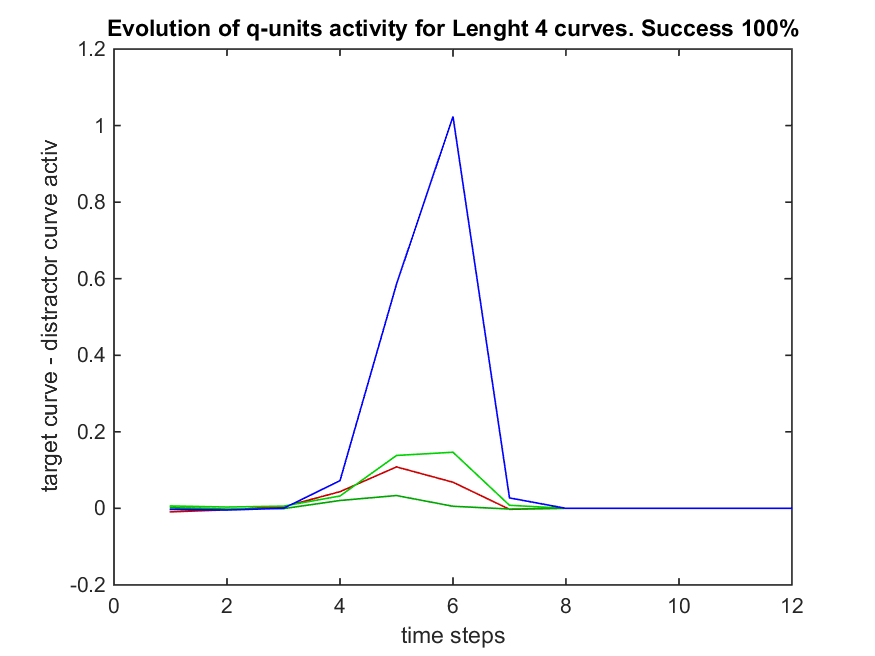 Evolution of q-units activity for Lenght 4 curves. Success 100%
target curve - distractor curve activ
1.2
1
0.8
0.6
0.4
0.2
0
-0.2
0 2 4 6 8 10 12
time steps